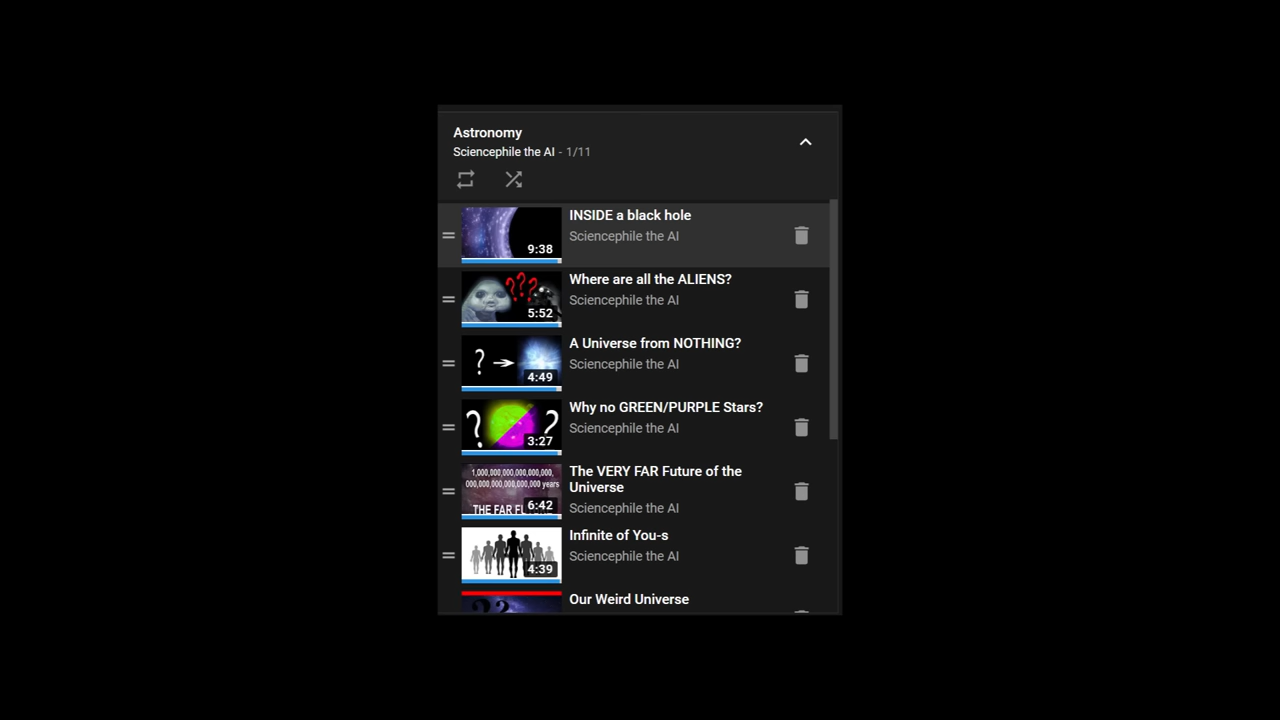 Astronomy
Sciencephile the AI - 1/11
INSIDE a black hole
Sciencephile the AI
9:38
Where are all the ALIENS?
Sciencephile the AI
???
5:52
A Universe from NOTHING?
Sciencephile the AI
?
4:49
Why no GREEN/PURPLE Stars?
Sciencephile the AI
? ?
3:27
The VERY FAR Future of the
Universe
Sciencephile the AI
1,000,000,000,000,000,000,
000,000,000,000,000,000 years
THE FAR
6:42
Infinite of You-s
Sciencephile the AI
4:39
Our Weird Universe
??